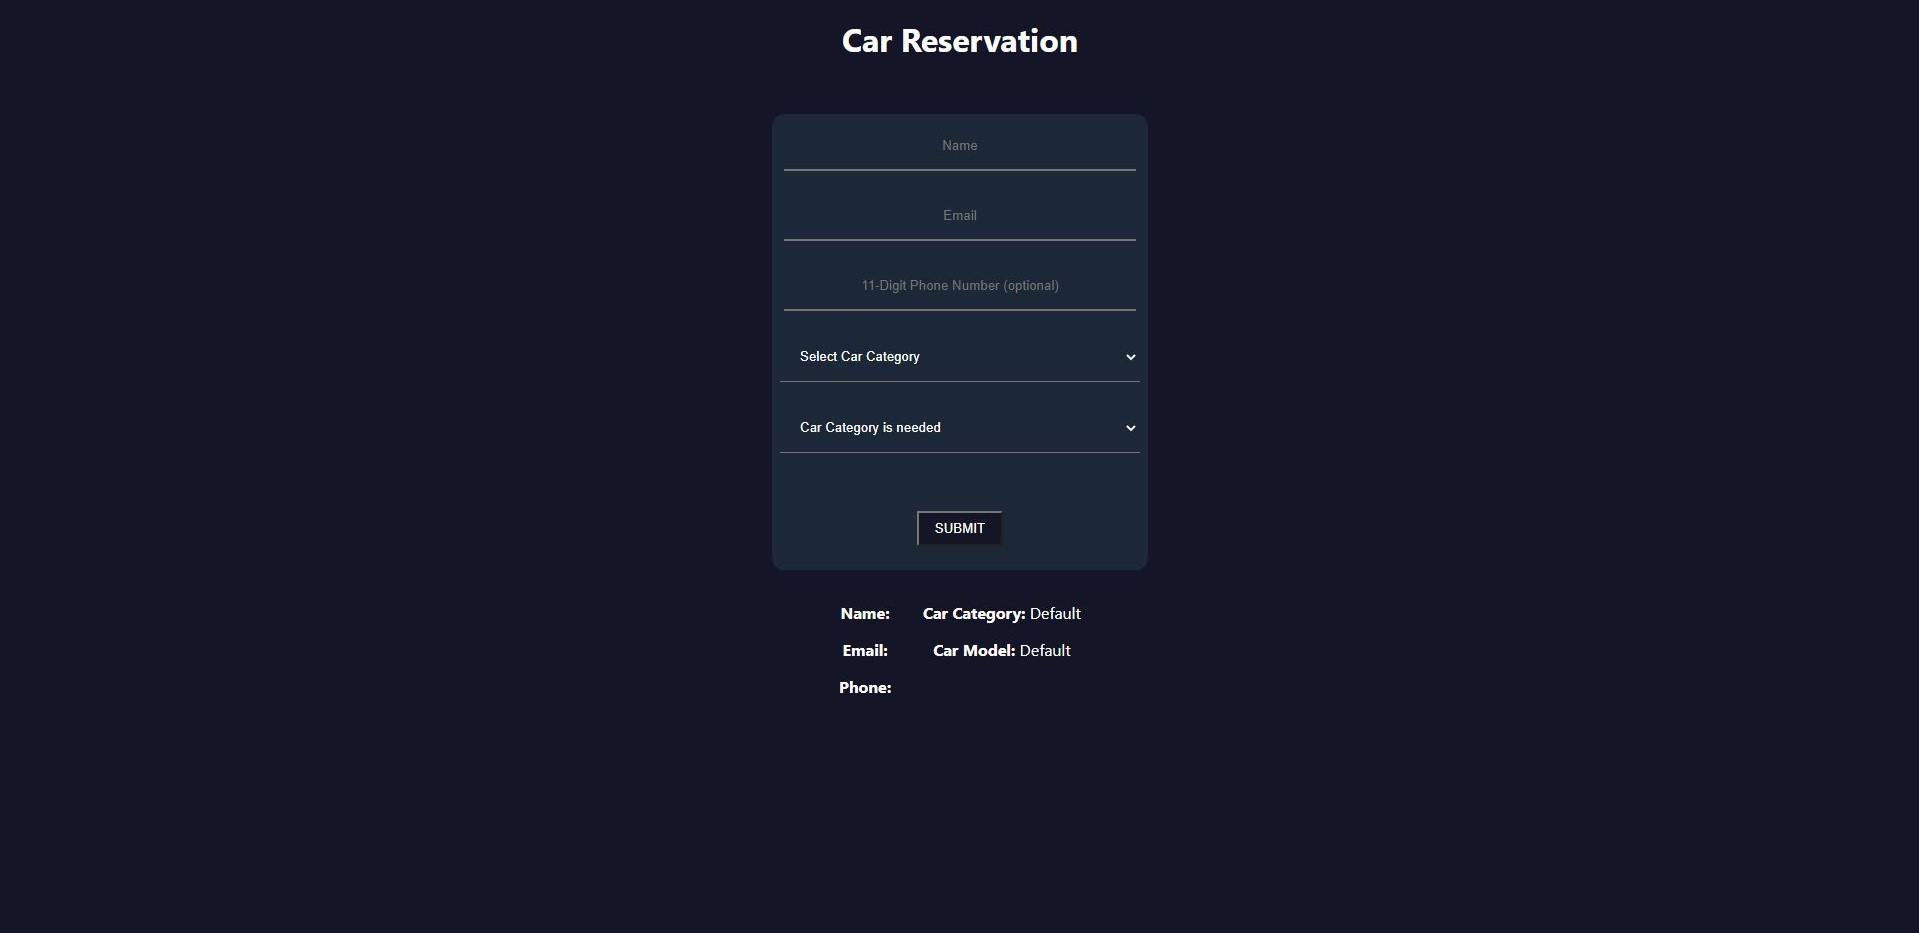 Car Reservation
Name
Email
11-Digit Phone Number (optional)
Select Car Category
Car Category is needed
SUBMIT
Name: Car Category: Default
Email: Car Model: Default
Phone: